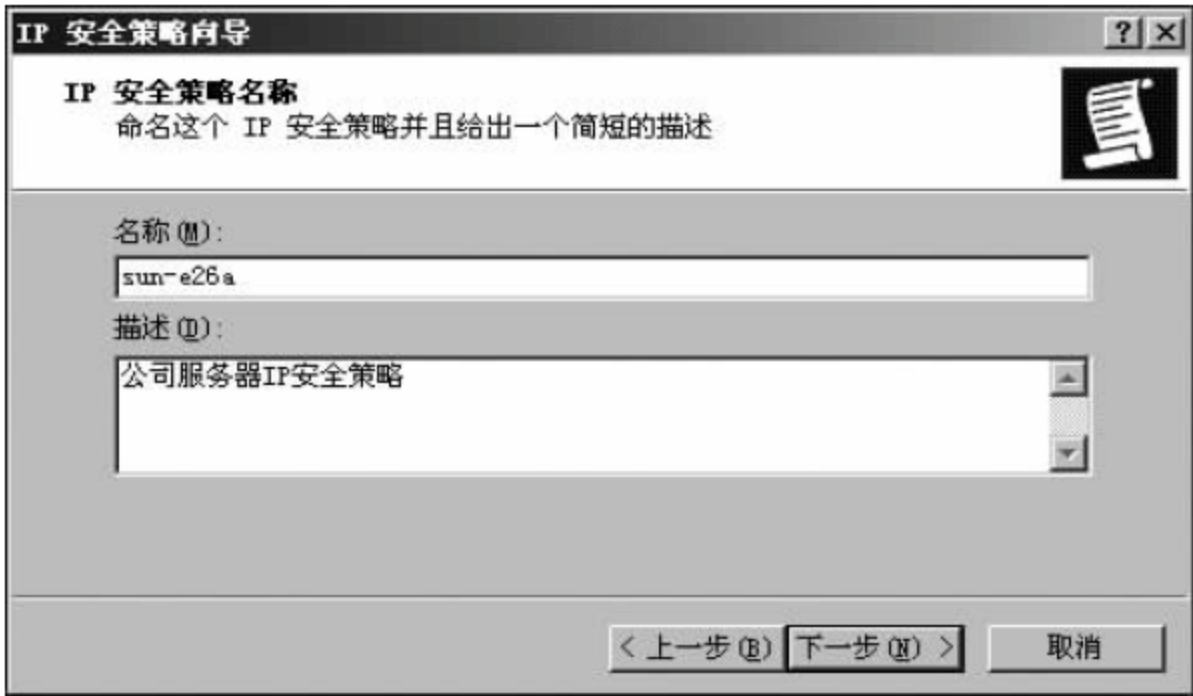 IP 安全策略向导
IP 安全策略名称
命名这个 IP 安全策略并且给出一个简短的描述
名称(M):
sun-e26a
描述(D):
公司服务器IP安全策略
< 上一步(B) 下一步(N) > 取消